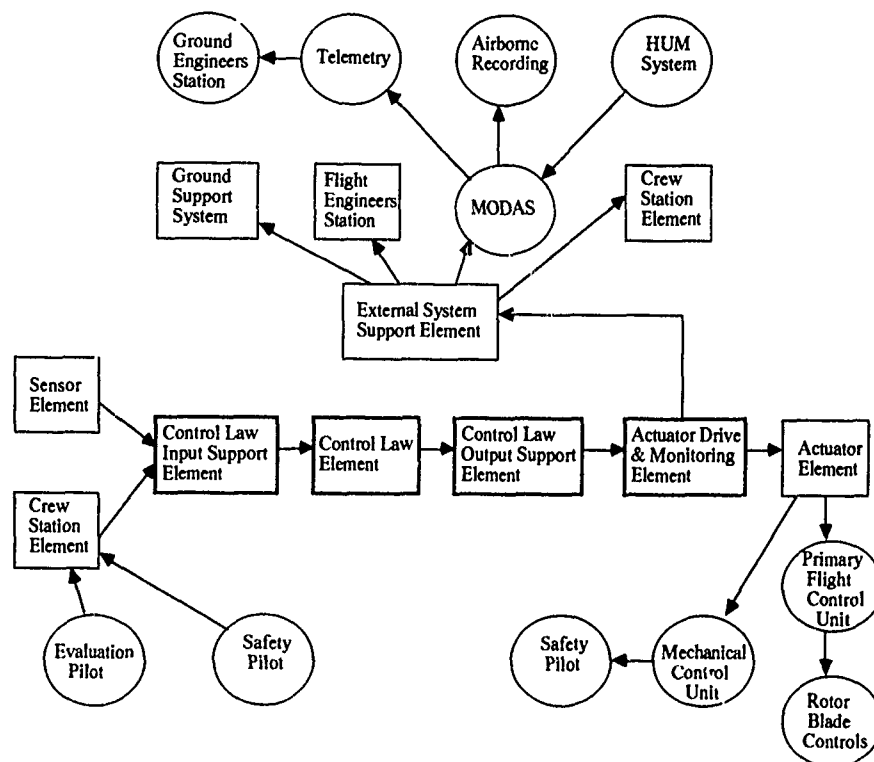 Ground
Engineers
Station
Telemetry
Airborne
Recording
HUM
System
Ground
Support
System
Flight
Engineers
Station
MODAS
Crew
Station
Element
External System
Support Element
Sensor
Element
Control Law
Input Support
Element
Control Law
Element
Control Law
Output Support
Element
Actuator Drive
& Monitoring
Element
Actuator
Element
Crew
Station
Element
Primary
Flight
Control
Unit
Evaluation
Pilot
Safety
Pilot
Safety
Pilot
Mechanical
Control
Unit
Rotor
Blade
Controls